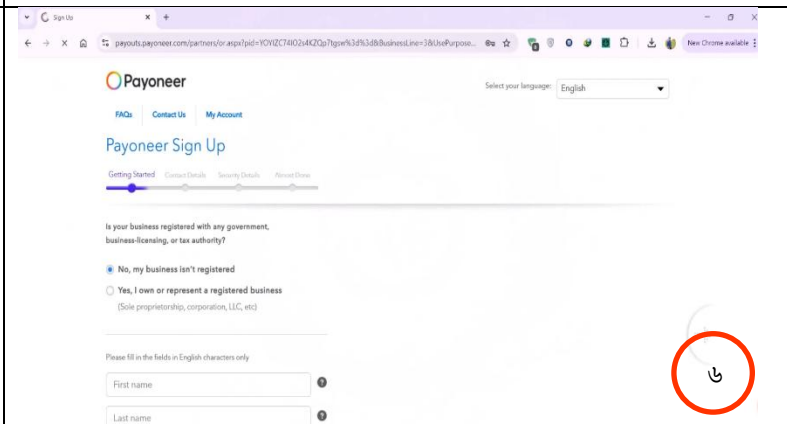 Sign Up
payouts.payoneer.com/partners/or.aspx?pid=YOYIZC74I02s4KZQp7tgsw%3d%3d&BusinessLine=3&UsePurpose...
New Chrome available
Payoneer
Select your language: English
FAQs Contact Us My Account
Payoneer Sign Up
Getting Started Contact Details Security Details Almost Done
Is your business registered with any government,
business-licensing, or tax authority?
No, my business isn't registered
Yes, I own or represent a registered business
(Sole proprietorship, corporation, LLC, etc)
Please fill in the fields in English characters only
First name
৬
Last name